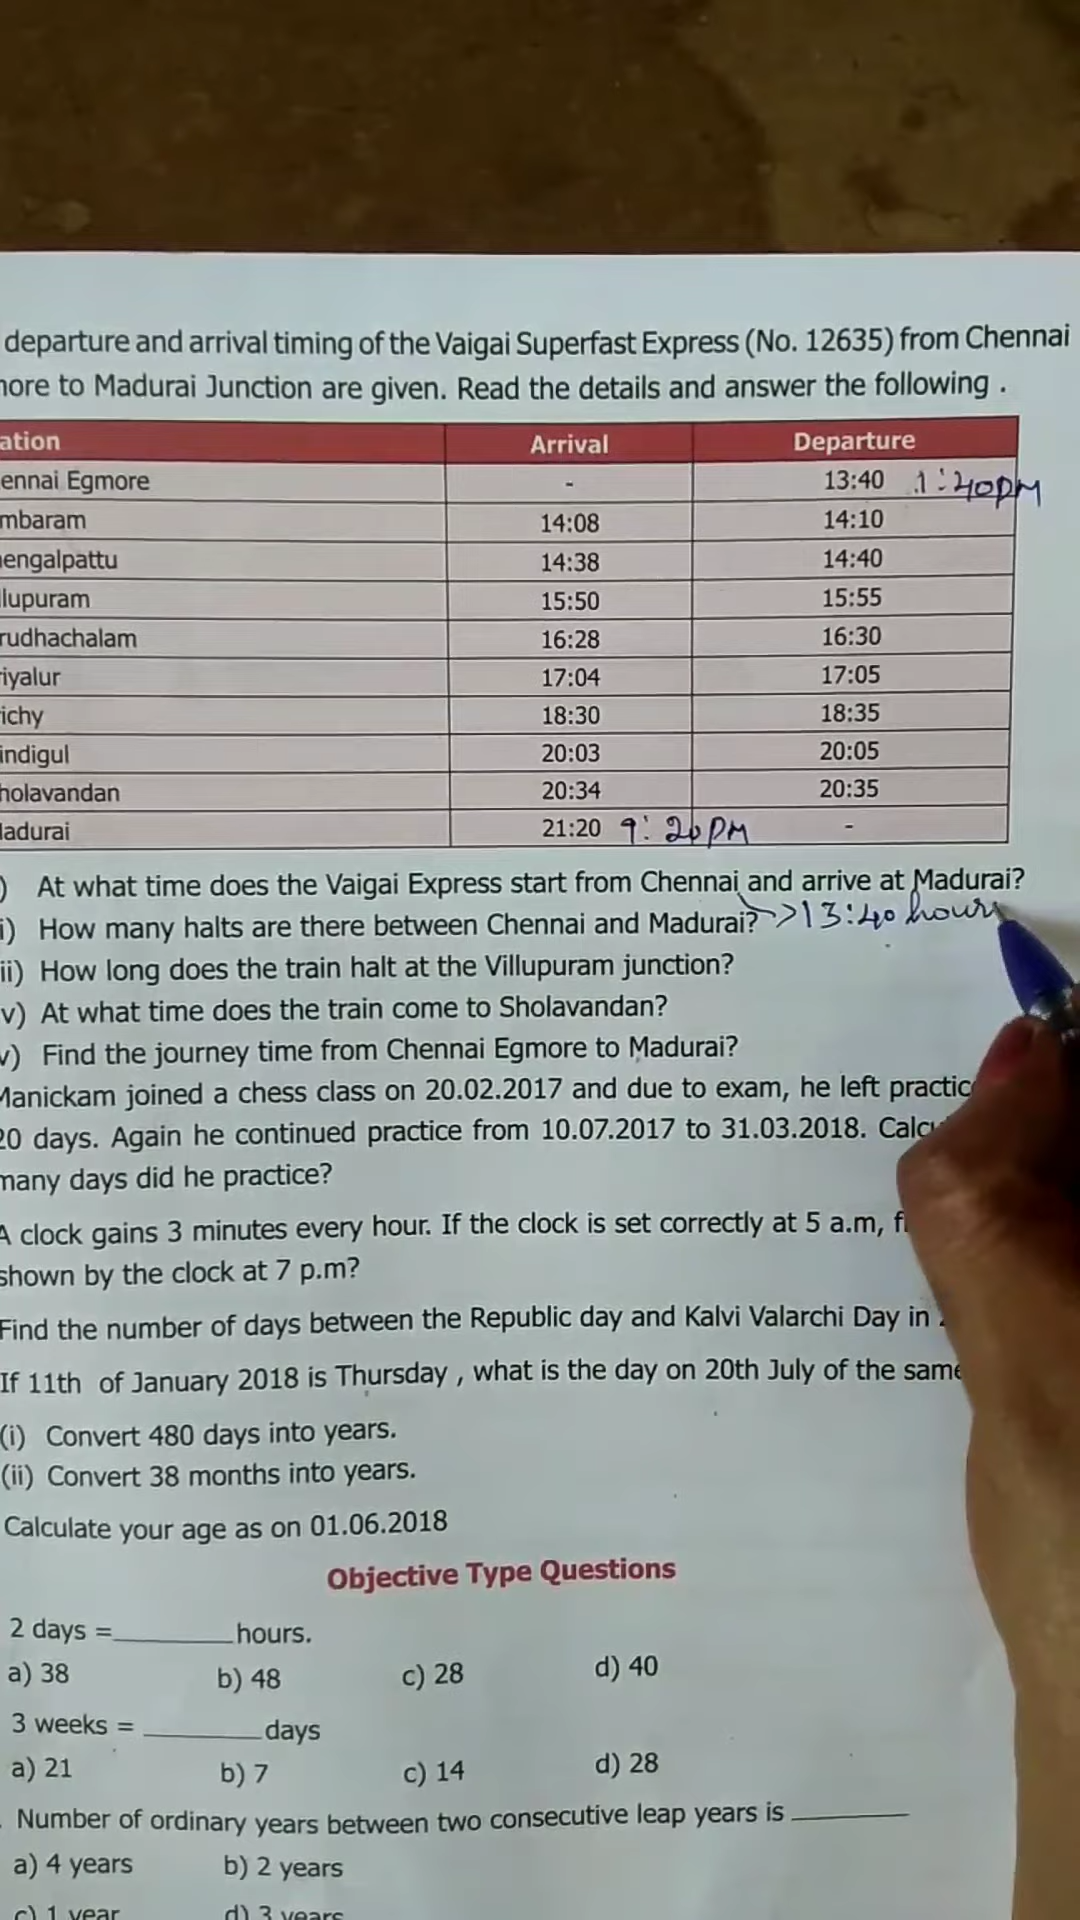 departure and arrival timing of the Vaigai Superfast Express (No. 12635) from Chennai
more to Madurai Junction are given. Read the details and answer the following .
ation Arrival Departure
ennai Egmore - 13:40 1:40pm
mbaram 14:08 14:10
engalpattu 14:38 14:40
lupuram 15:50 15:55
rudhachalam 16:28 16:30
riyalur 17:04 17:05
ichy 18:30 18:35
indigul 20:03 20:05
holavandan 20:34 20:35
adurai 21:20 9:20pm -
) At what time does the Vaigai Express start from Chennai and arrive at Madurai?
i) How many halts are there between Chennai and Madurai? >13:40 hours
ii) How long does the train halt at the Villupuram junction?
v) At what time does the train come to Sholavandan?
v) Find the journey time from Chennai Egmore to Madurai?
Manickam joined a chess class on 20.02.2017 and due to exam, he left practic
20 days. Again he continued practice from 10.07.2017 to 31.03.2018. Calcu
many days did he practice?
A clock gains 3 minutes every hour. If the clock is set correctly at 5 a.m, f
shown by the clock at 7 p.m?
Find the number of days between the Republic day and Kalvi Valarchi Day in
If 11th of January 2018 is Thursday , what is the day on 20th July of the same
(i) Convert 480 days into years.
(ii) Convert 38 months into years.
Calculate your age as on 01.06.2018
Objective Type Questions
2 days =________hours.
a) 38 b) 48 c) 28 d) 40
3 weeks = ________days
a) 21 b) 7 c) 14 d) 28
Number of ordinary years between two consecutive leap years is ________
a) 4 years b) 2 years
c) 1 year d) 3 years